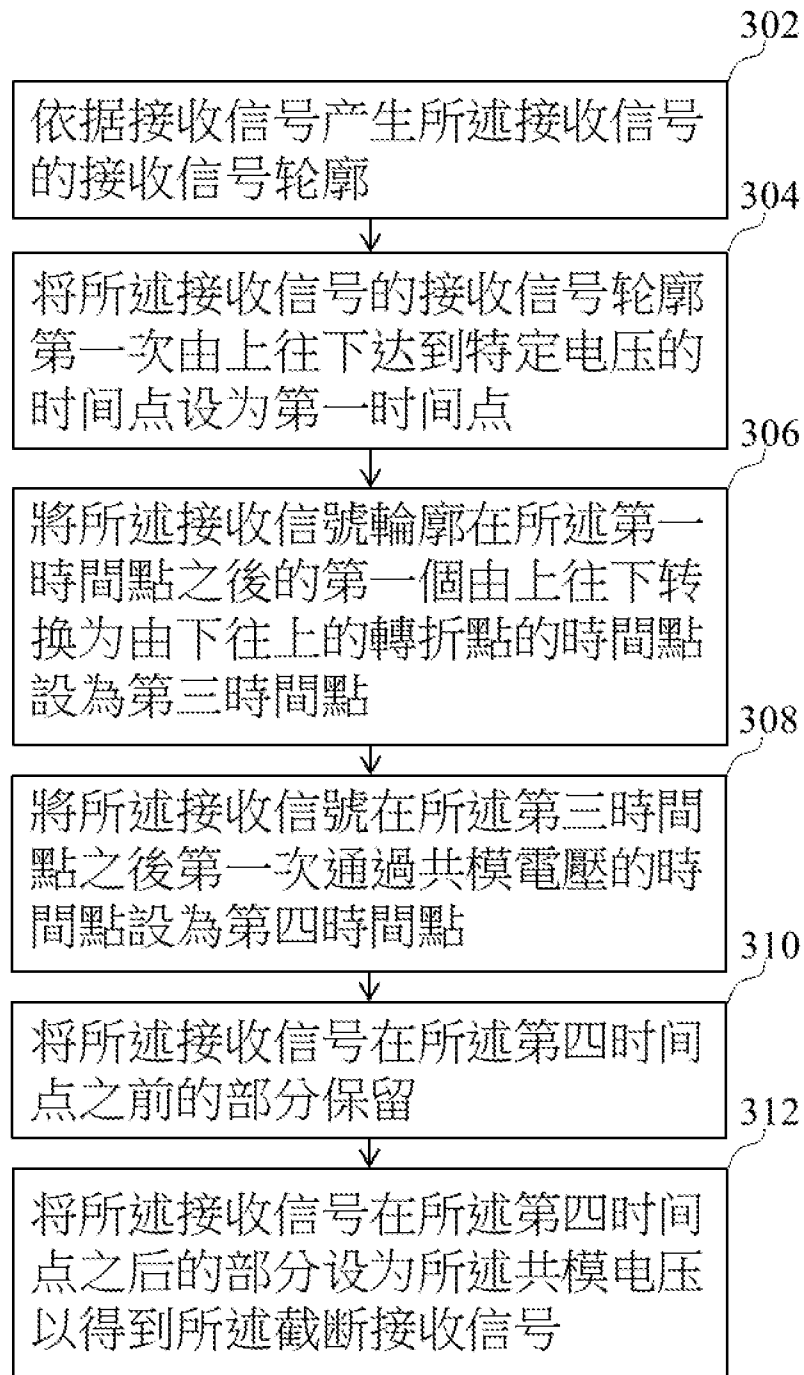 302
依据接收信号产生所述接收信号
的接收信号轮廓
304
将所述接收信号的接收信号轮廓
第一次由上往下达到特定电压的
时间点设为第一时间点
306
將所述接收信號輪廓在所述第一
時間點之後的第一個由上往下转
换为由下往上的轉折點的時間點
設為第三時間點
308
將所述接收信號在所述第三時間
點之後第一次通過共模電壓的時
間點設為第四時間點
310
将所述接收信号在所述第四时间
点之前的部分保留
312
将所述接收信号在所述第四时间
点之后的部分设为所述共模电压
以得到所述截断接收信号